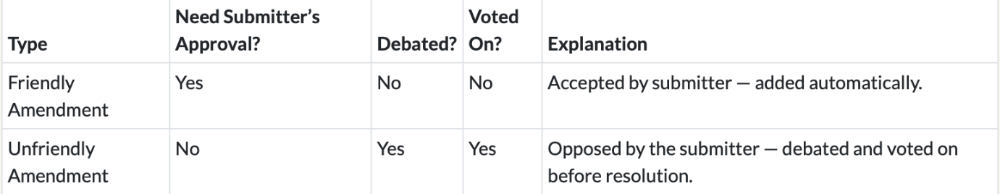 Type
Need Submitter's
Approval?
Debated?
Voted
On?
Explanation
Friendly
Amendment
Yes
No
No
Accepted by submitter — added automatically.
Unfriendly
Amendment
No
Yes
Yes
Opposed by the submitter — debated and voted on
before resolution.